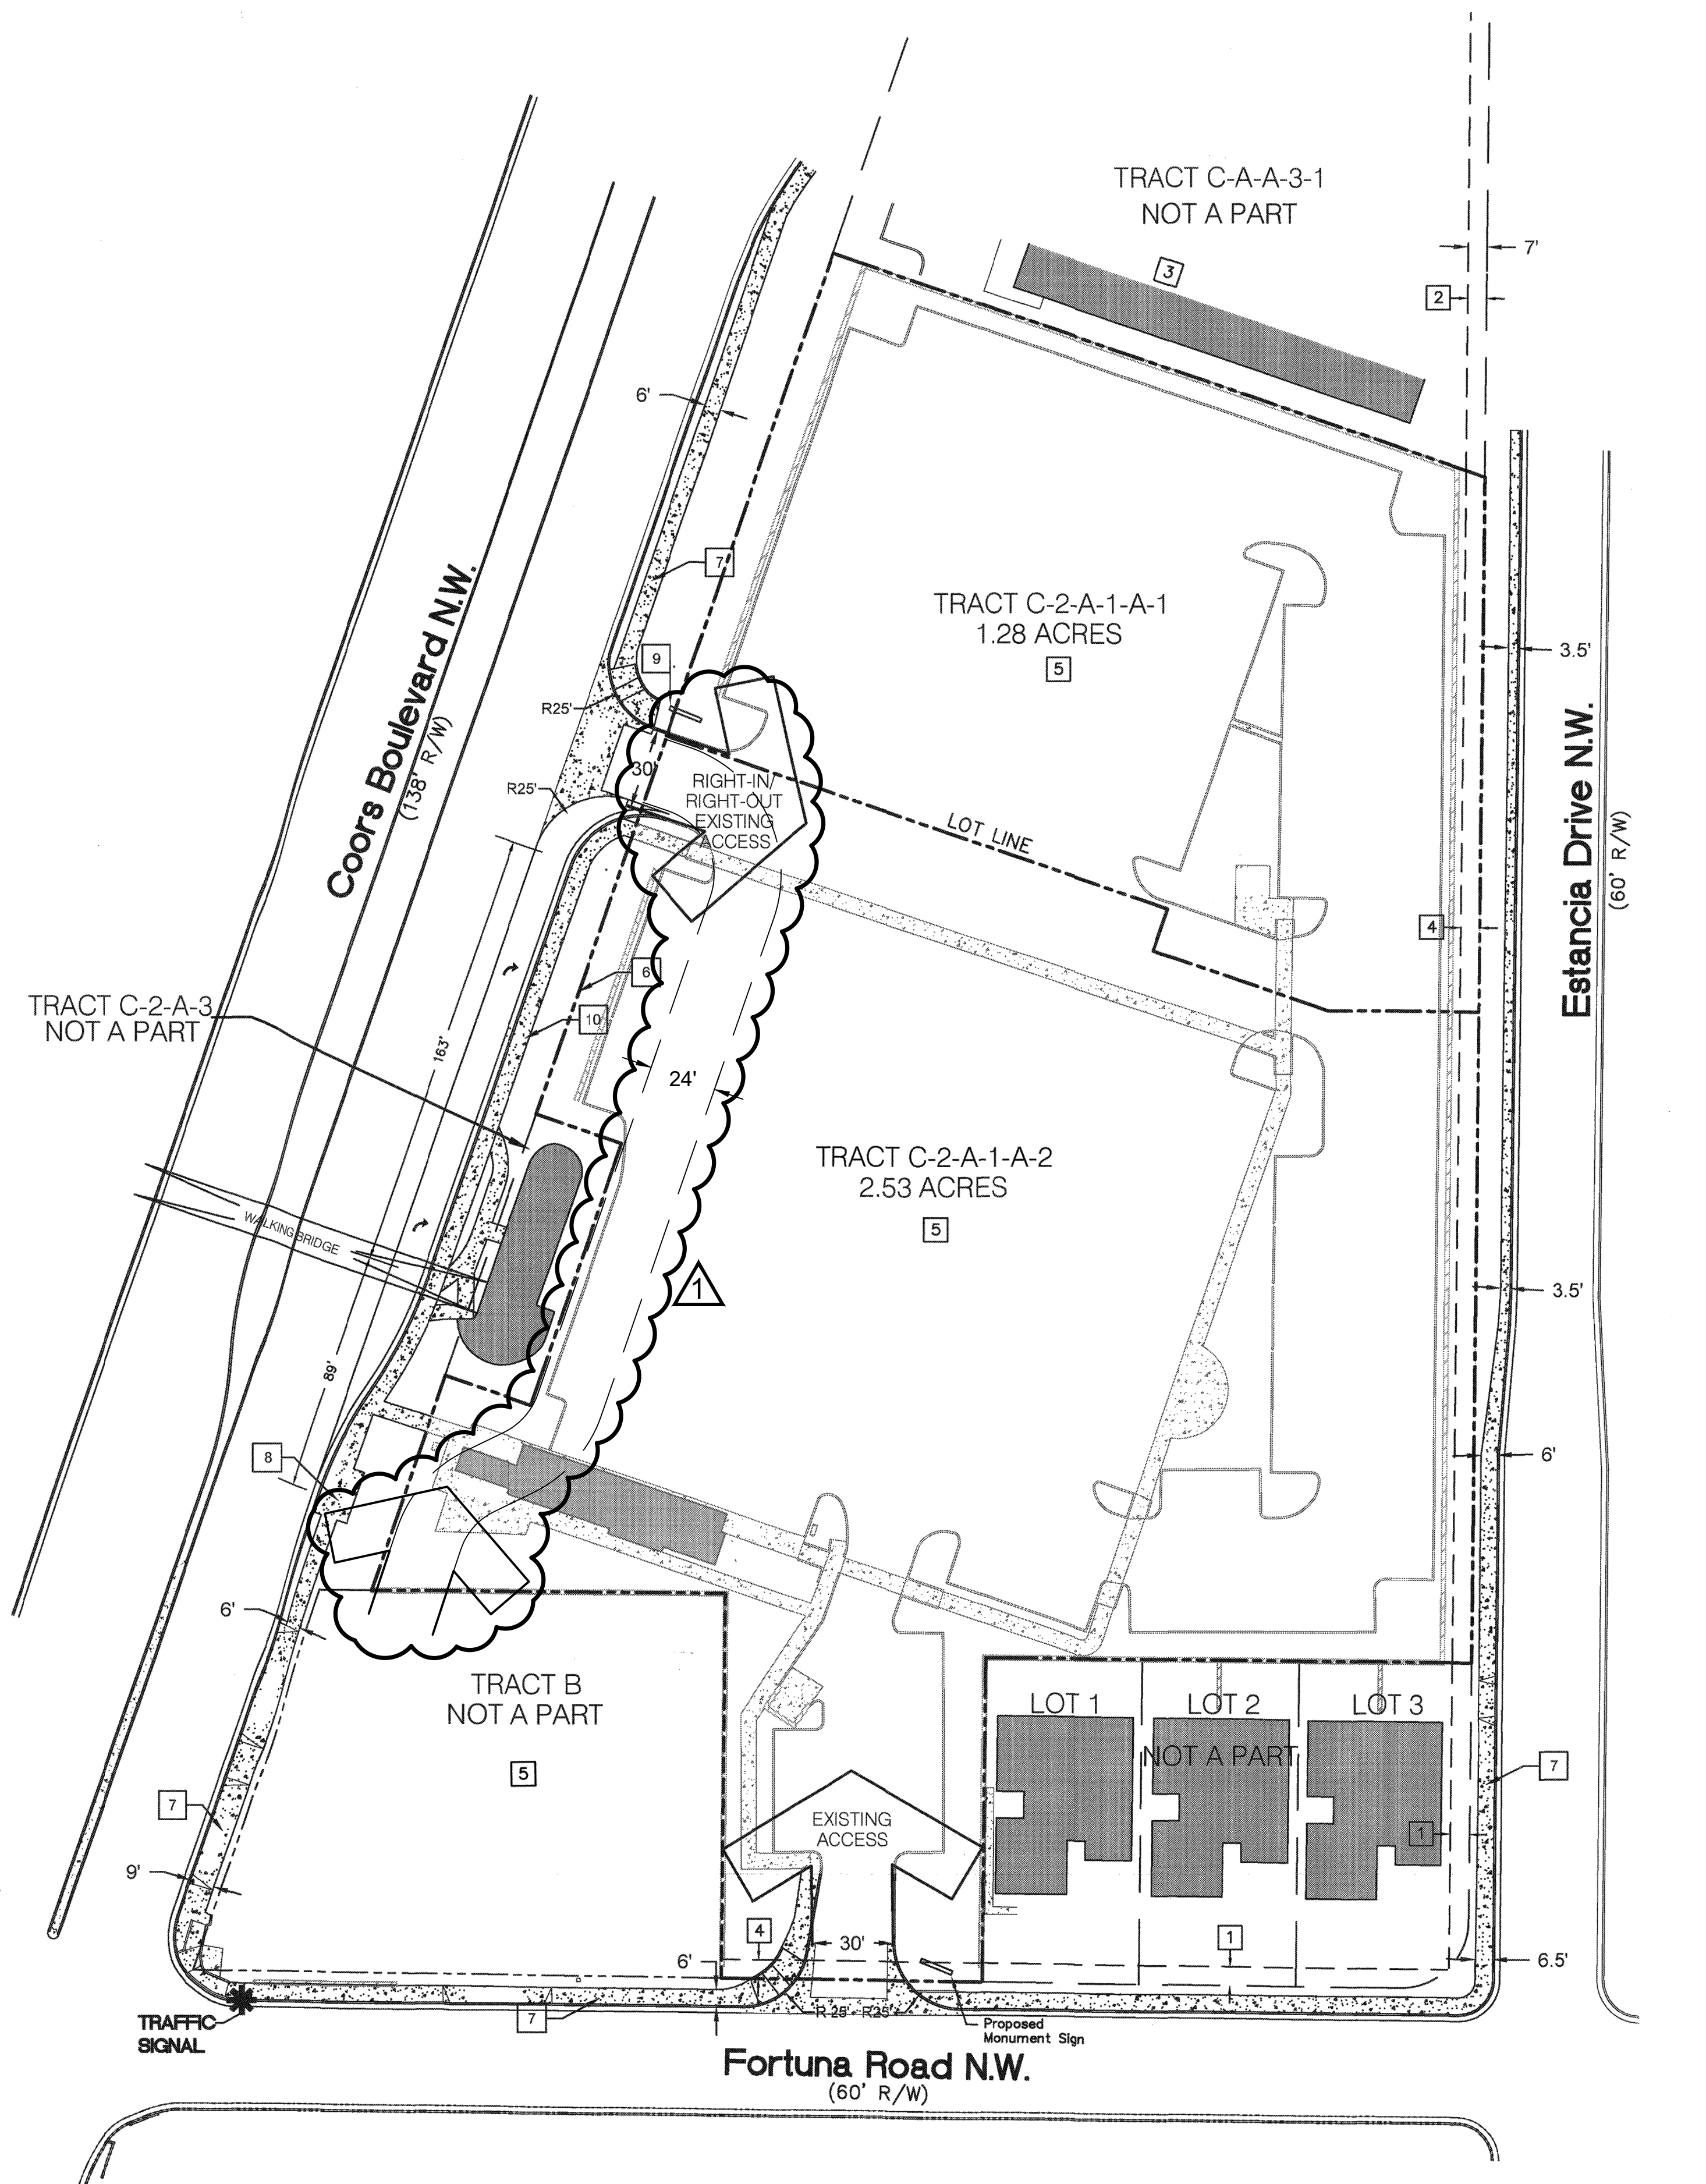 TRACT C-A-A-3-1
NOT A PART
7'
3
2
6'
7
TRACT C-2-A-1-A-1
1.28 ACRES
5
3.5'
9
R25'
Coors Boulevard N.W.
(138' R/W)
30'
RIGHT-IN/
RIGHT-OUT
EXISTING
ACCESS
R25'
LOT LINE
Estancia Drive N.W.
(60' R/W)
4
6
TRACT C-2-A-3
NOT A PART
10
163'
24'
TRACT C-2-A-1-A-2
2.53 ACRES
5
WALKING BRIDGE
1
3.5'
89'
8
6'
6'
TRACT B
NOT A PART
5
LOT 1
LOT 2
LOT 3
NOT A PART
7
7
EXISTING
ACCESS
1
9'
4
30'
1
6'
6.5'
TRAFFIC
SIGNAL
7
R 25'
R25'
Proposed
Monument Sign
Fortuna Road N.W.
(60' R/W)